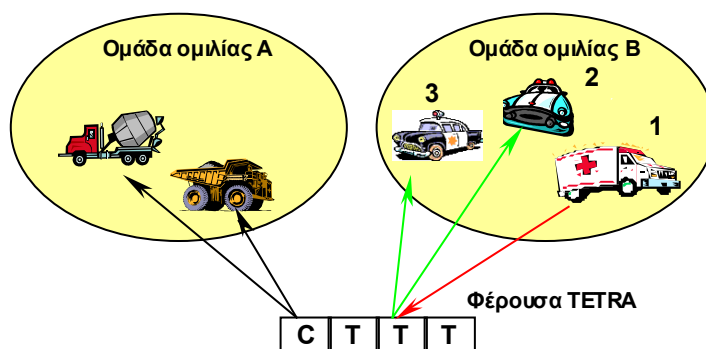 Ομάδα ομιλίας Α
Ομάδα ομιλίας Β
2
3
1
Φέρουσα TETRA
C T T T